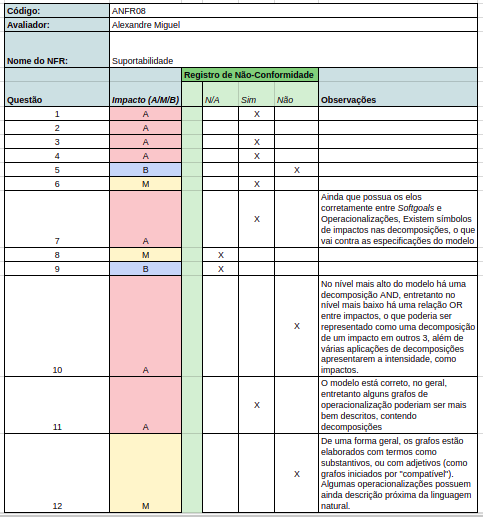 Código: ANFR08
Avaliador: Alexandre Miguel
Nome do NFR: Suportabilidade
Registro de Não-Conformidade
Questão Impacto (A/M/B) N/A Sim Não Observações
1 A X
2 A
3 A X
4 A X
5 B X
6 M X
7 A X
Ainda que possua os elos
corretamente entre Softgoals e
Operacionalizações, Existem símbolos
de impactos nas decomposições, o que
vai contra as especificações do modelo
8 M X
9 B X
10 A X
No nível mais alto do modelo há uma
decomposição AND, entretanto no
nível mais baixo há uma relação OR
entre impactos, o que poderia ser
representado como uma decomposição
de um impacto em outros 3, além de
várias aplicações de decomposições
apresentarem a intensidade, como
impactos.
11 A X
O modelo está correto, no geral,
entretanto alguns grafos de
operacionalização poderiam ser mais
bem descritos, contendo
decomposições
12 M X
De uma forma geral, os grafos estão
elaborados com termos como
substantivos, ou com adjetivos (como
grafos iniciados por "compatível").
Algumas operacionalizações possuem
ainda descrição próxima da linguagem
natural.